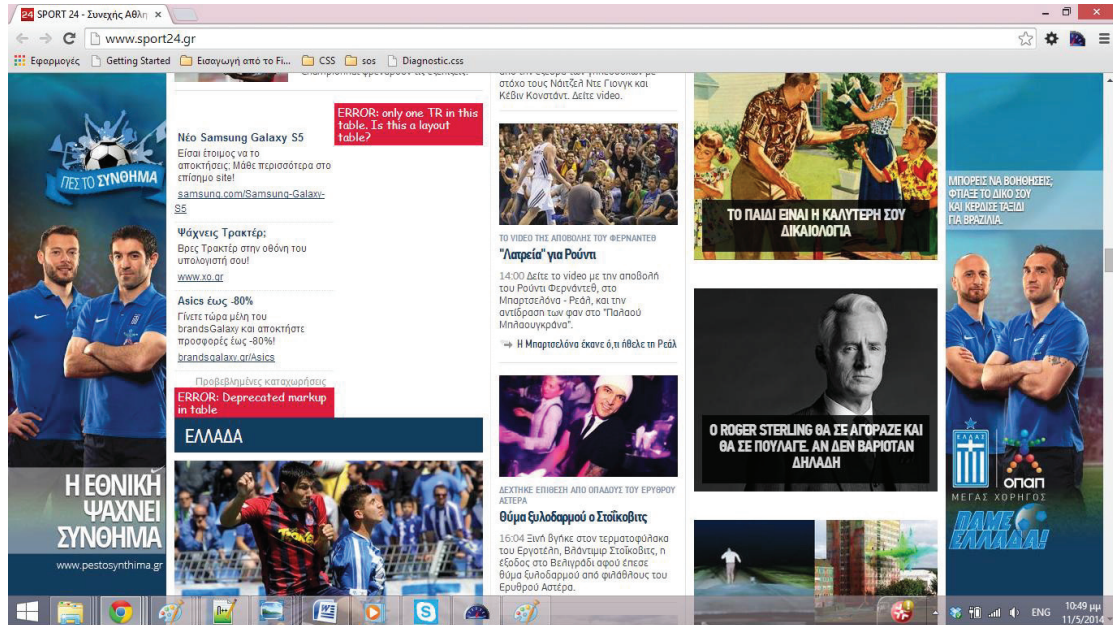 24 SPORT 24 - Συνεχής Αθλη
www.sport24.gr
Εφαρμογές
Getting Started
Εισαγωγή από το Fi...
CSS
sos
Diagnostic.css
ΠΕΣ ΤΟ ΣΥΝΘΗΜΑ
Η ΕΘΝΙΚΗ
ΨΑΧΝΕΙ
ΣΥΝΘΗΜΑ
www.pestosynthima.gr
ERROR: only one TR in this
table. Is this a layout
table?
Νέο Samsung Galaxy S5
Είσαι έτοιμος να το
αποκτήσεις; Μάθε περισσότερα στο
επίσημο site!
samsung.com/Samsung-Galaxy-
S5
Ψάχνεις Τρακτέρ;
Βρες Τρακτέρ στην οθόνη του
υπολογιστή σου!
www.xo.gr
Asics έως -80%
Γίνετε τώρα μέλη του
brandsGalaxy και αποκτήστε
προσφορές έως -80%!
brandsgalaxy.gr/Asics
Προβεβλημένες καταχωρήσεις
ERROR: Deprecated markup
in table
ΕΛΛΑΔΑ
στόχο τους Νάιτζελ Ντε Γιονγκ και
Κέβιν Κονστάντ. Δείτε video.
ΤΟ VIDEO ΤΗΣ ΑΠΟΒΟΛΗΣ ΤΟΥ ΦΕΡΝΑΝΤΕΘ
"Λατρεία" για Ρούντι
14:00 Δείτε το video με την αποβολή
του Ρούντι Φερνάντεθ, στο
Μπαρτσελόνα - Ρεάλ, και την
αντίδραση των φαν στο "Παλαού
Μπλαουγκράνα".
Η Μπαρτσελόνα έκανε ό,τι ήθελε τη Ρεάλ
ΔΕΧΤΗΚΕ ΕΠΙΘΕΣΗ ΑΠΟ ΟΠΑΔΟΥΣ ΤΟΥ ΕΡΥΘΡΟΥ
ΑΣΤΕΡΑ
Θύμα ξυλοδαρμού ο Στοΐκοβιτς
16:04 Ξινή βγήκε στον τερματοφύλακα
του Εργοτέλη, Βλάντιμιρ Στοΐκοβιτς, η
έξοδος στο Βελιγράδι αφού έπεσε
θύμα ξυλοδαρμού από φιλάθλους του
Ερυθρού Αστέρα.
ΤΟ ΠΑΙΔΙ ΕΙΝΑΙ Η ΚΑΛΥΤΕΡΗ ΣΟΥ
ΔΙΚΑΙΟΛΟΓΙΑ
Ο ROGER STERLING ΘΑ ΣΕ ΑΓΟΡΑΖΕ ΚΑΙ
ΘΑ ΣΕ ΠΟΥΛΑΓΕ. ΑΝ ΔΕΝ ΒΑΡΙΟΤΑΝ
ΔΗΛΑΔΗ
ΜΠΟΡΕΙΣ ΝΑ ΒΟΗΘΗΣΕΙΣ;
ΦΤΙΑΞΕ ΤΟ ΔΙΚΟ ΣΟΥ
ΚΑΙ ΚΕΡΔΙΣΕ ΤΑΞΙΔΙ
ΓΙΑ ΒΡΑΖΙΛΙΑ.
ΕΛΛΑΣ
οπαπ
ΜΕΓΑΣ ΧΟΡΗΓΟΣ
ΠΑΜΕ
ΕΛΛΑΔΑ!
ENG
10:49 μμ
11/5/2014